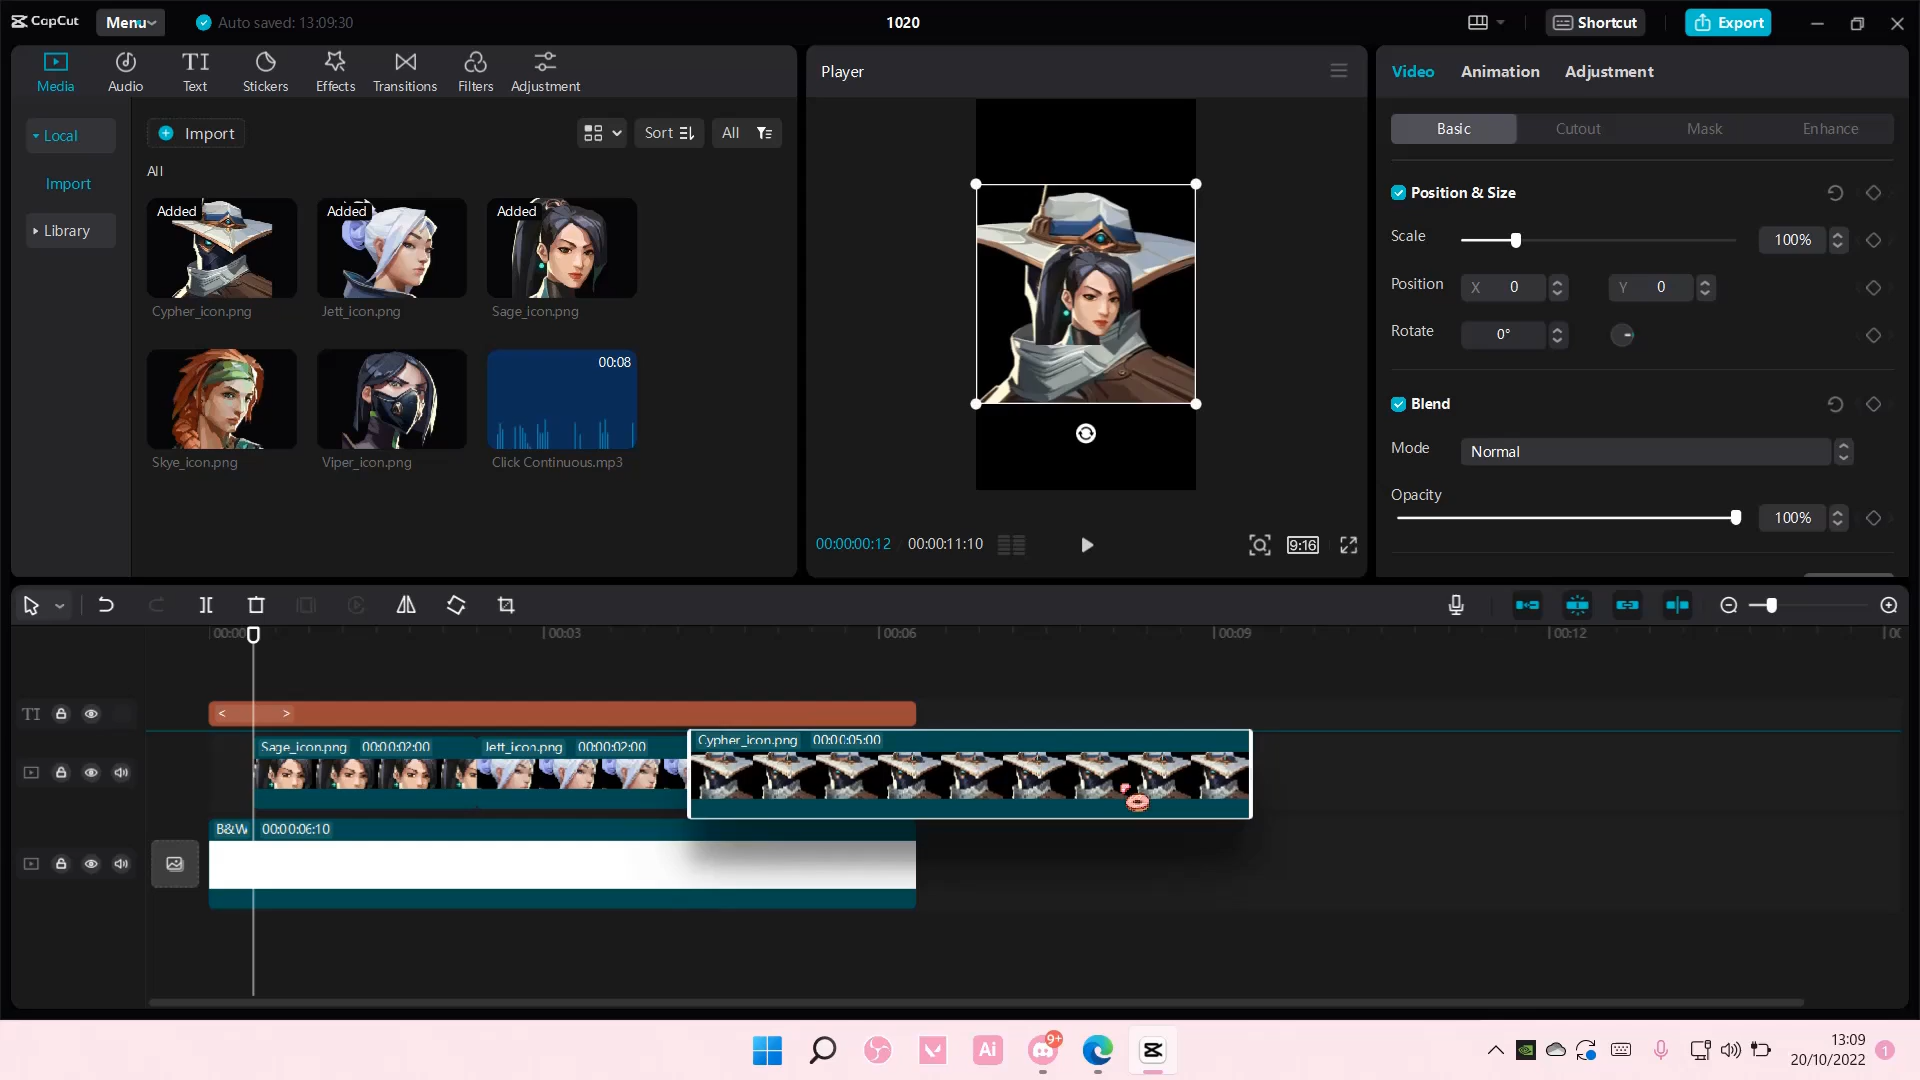 CapCut
Menu
Auto saved: 13:09:30
1020
Shortcut
Export
Media
Audio
Text
Stickers
Effects
Transitions
Filters
Adjustment
Local
Import
Library
Import
Sort
All
All
Added
Added
Added
Cypher_icon.png
Jett_icon.png
Sage_icon.png
00:08
Skye_icon.png
Viper_icon.png
Click Continuous.mp3
Player
00:00:00:12
00:00:11:10
9:16
Video
Animation
Adjustment
Basic
Cutout
Mask
Enhance
Position & Size
Scale
100%
Position
X 0
Y 0
Rotate
0°
Blend
Mode
Normal
Opacity
100%
00:03
00:06
00:09
00:12
TI
Sage_icon.png 00:00:02:00
Jett_icon.png 00:00:02:00
Cypher_icon.png 00:00:05:00
B&W 00:00:06:10
Ai
9+
13:09
20/10/2022
1